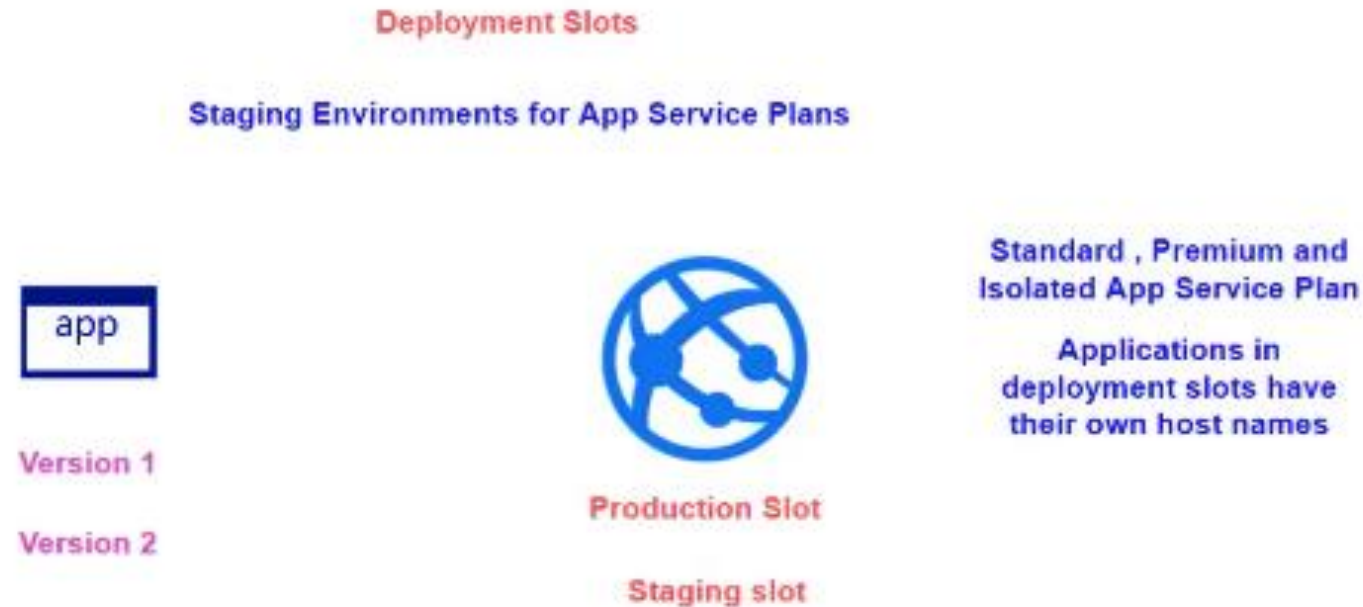 Deployment Slots
Staging Environments for App Service Plans
app
Version 1
Version 2
Production Slot
Staging slot
Standard , Premium and
Isolated App Service Plan
Applications in
deployment slots have
their own host names